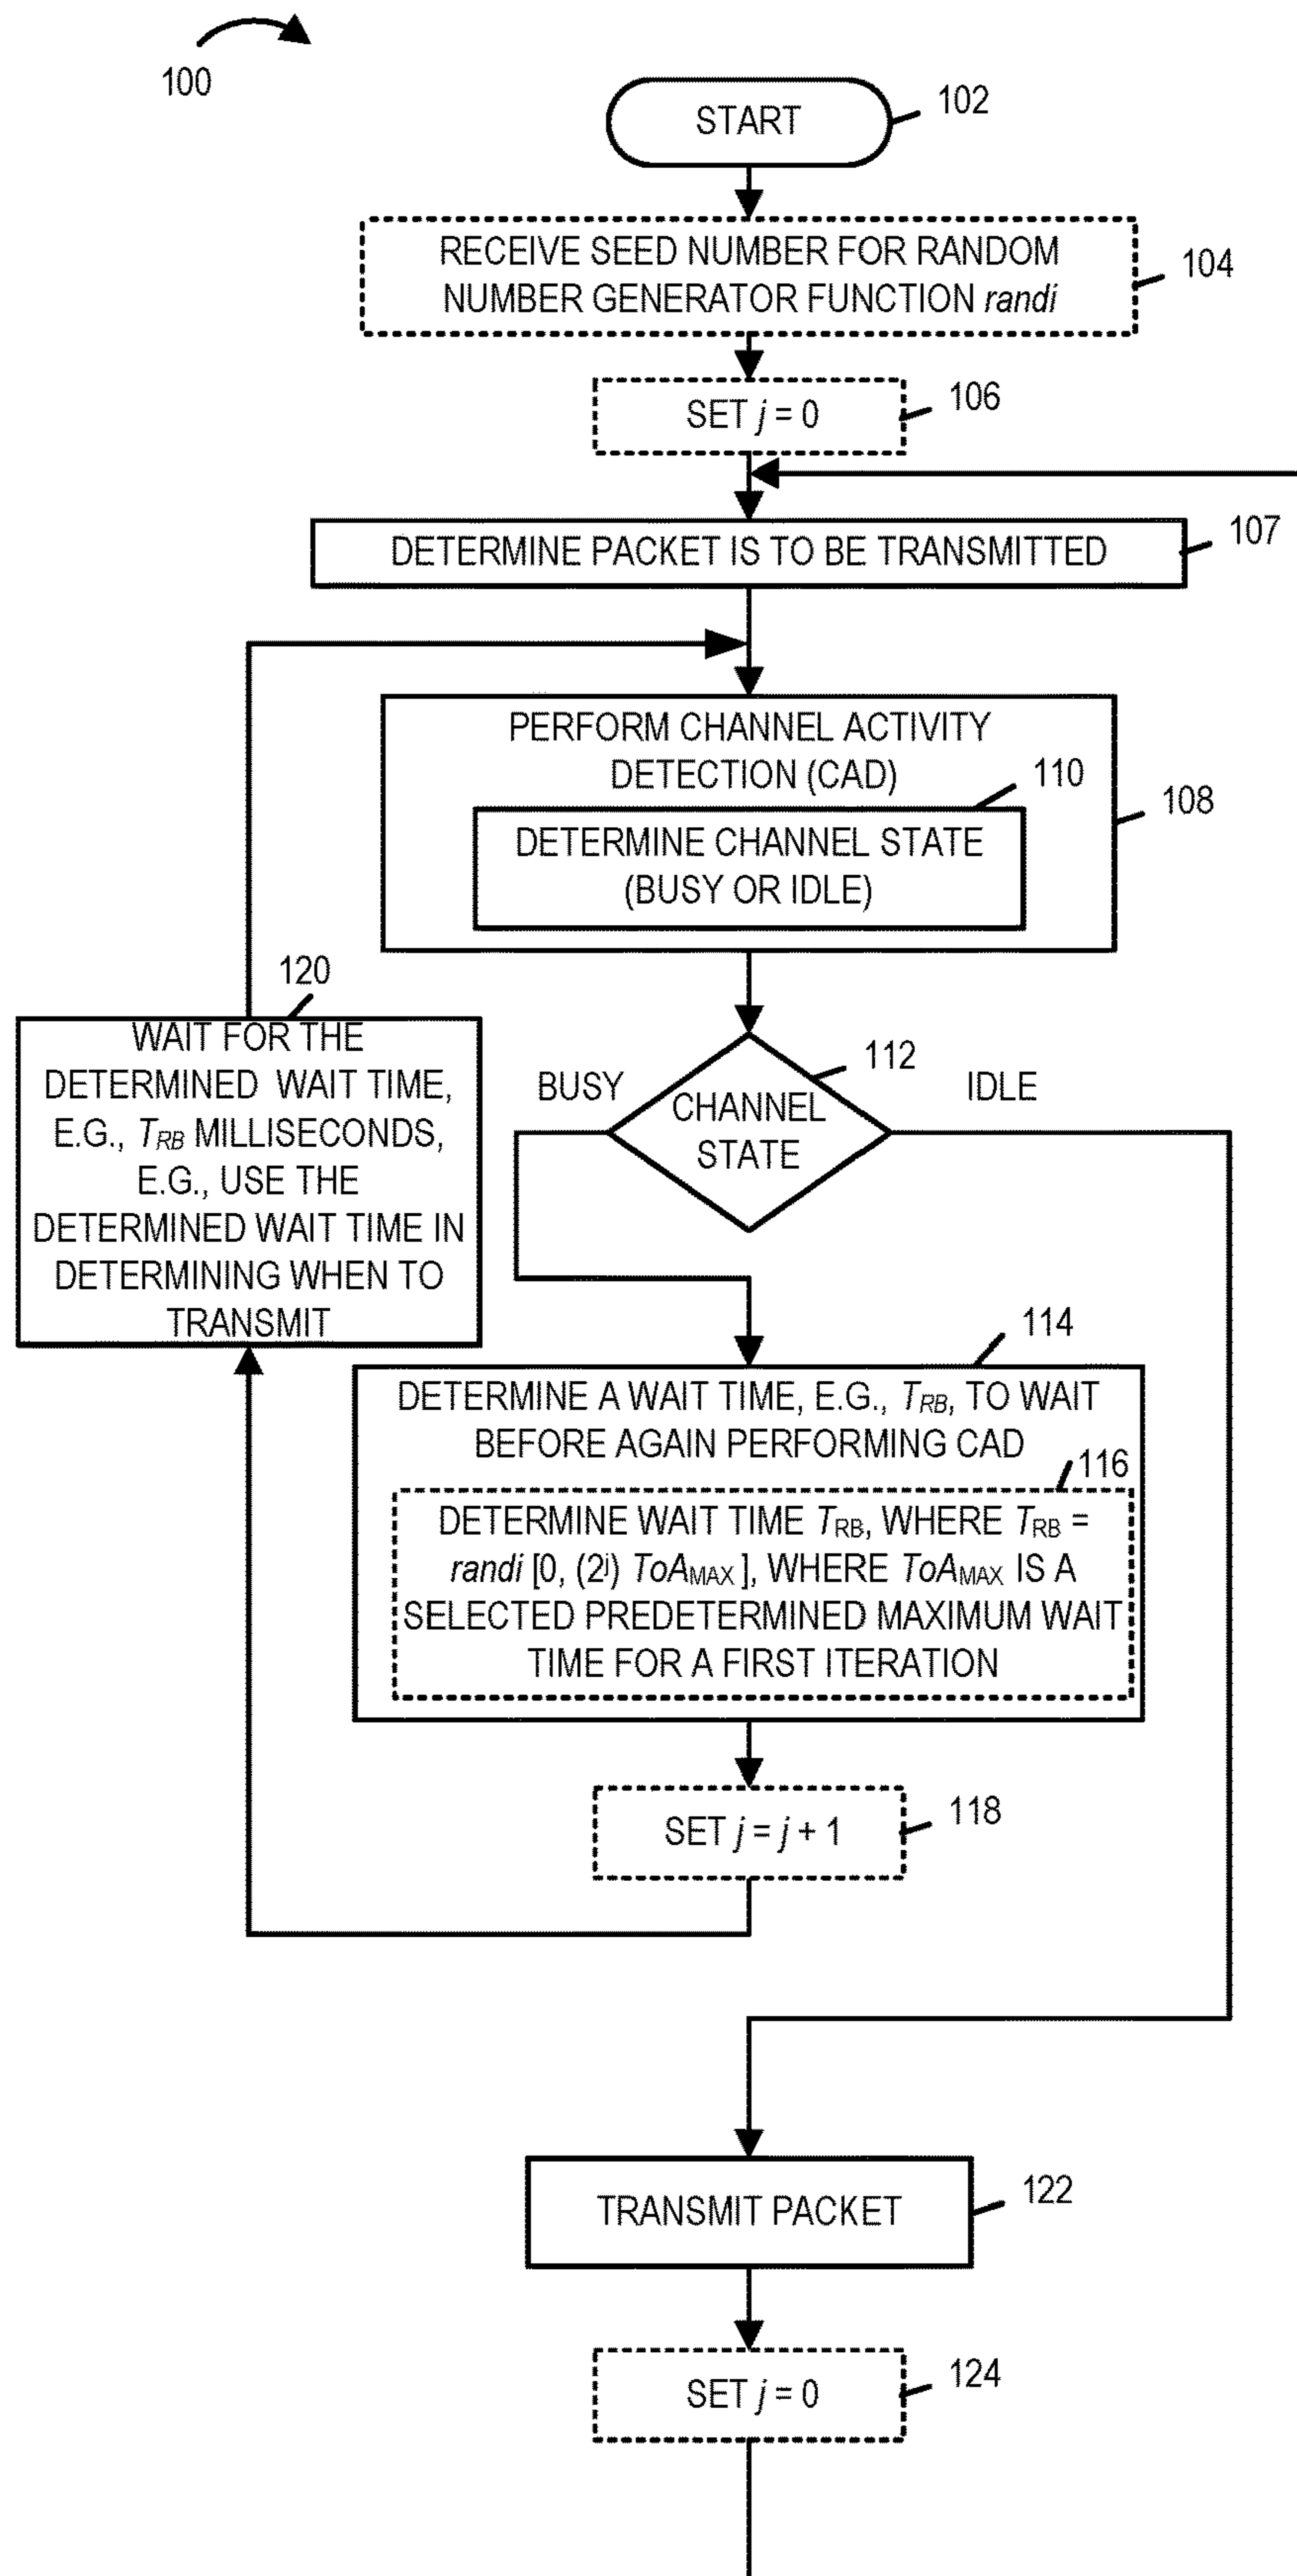 100
START
102
RECEIVE SEED NUMBER FOR RANDOM
NUMBER GENERATOR FUNCTION randi
104
SET j = 0
106
DETERMINE PACKET IS TO BE TRANSMITTED
107
PERFORM CHANNEL ACTIVITY
DETECTION (CAD)
108
110
DETERMINE CHANNEL STATE
(BUSY OR IDLE)
120
WAIT FOR THE
DETERMINED WAIT TIME,
E.G., TRB MILLISECONDS,
E.G., USE THE
DETERMINED WAIT TIME IN
DETERMINING WHEN TO
TRANSMIT
BUSY
112
IDLE
CHANNEL
STATE
114
DETERMINE A WAIT TIME, E.G., TRB, TO WAIT
BEFORE AGAIN PERFORMING CAD
116
DETERMINE WAIT TIME TRB, WHERE TRB =
randi [0, (2ʲ) ToAMAX ], WHERE ToAMAX IS A
SELECTED PREDETERMINED MAXIMUM WAIT
TIME FOR A FIRST ITERATION
SET j = j + 1
118
TRANSMIT PACKET
122
SET j = 0
124